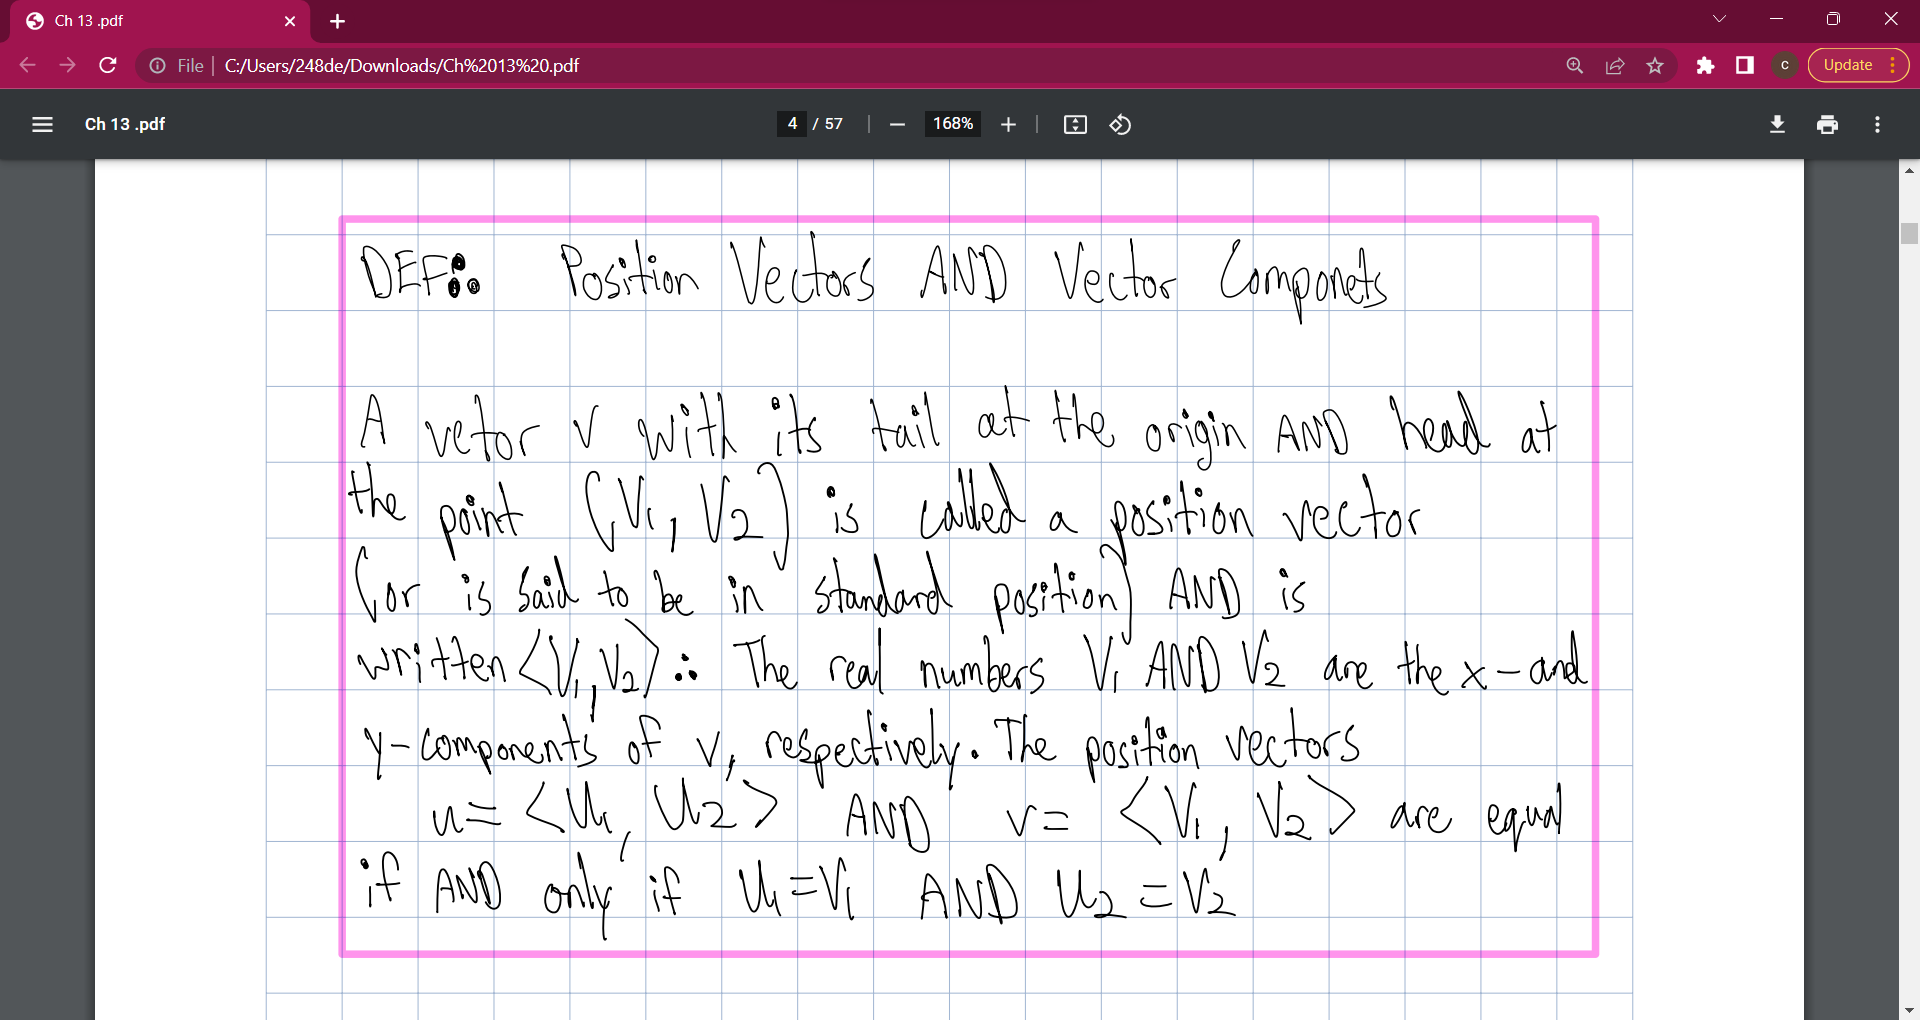 Ch 13 .pdf
File | C:/Users/248de/Downloads/Ch%2013%20.pdf
C
Update
Ch 13 .pdf
4 / 57
168%
DEF∴ Position Vectors AND Vector Componets
A vetor v with its tail at the origin AND head at
the point (V1, V2) is called a position vector
(or is said to be in standard position) AND is
written <V1, V2> ∴ The real numbers V1 AND V2 are the x-and
y-components of v, respectively. The position vectors
u= <U1, U2> AND v= <V1, V2> are equal
if AND only if U1=V1 AND U2=V2